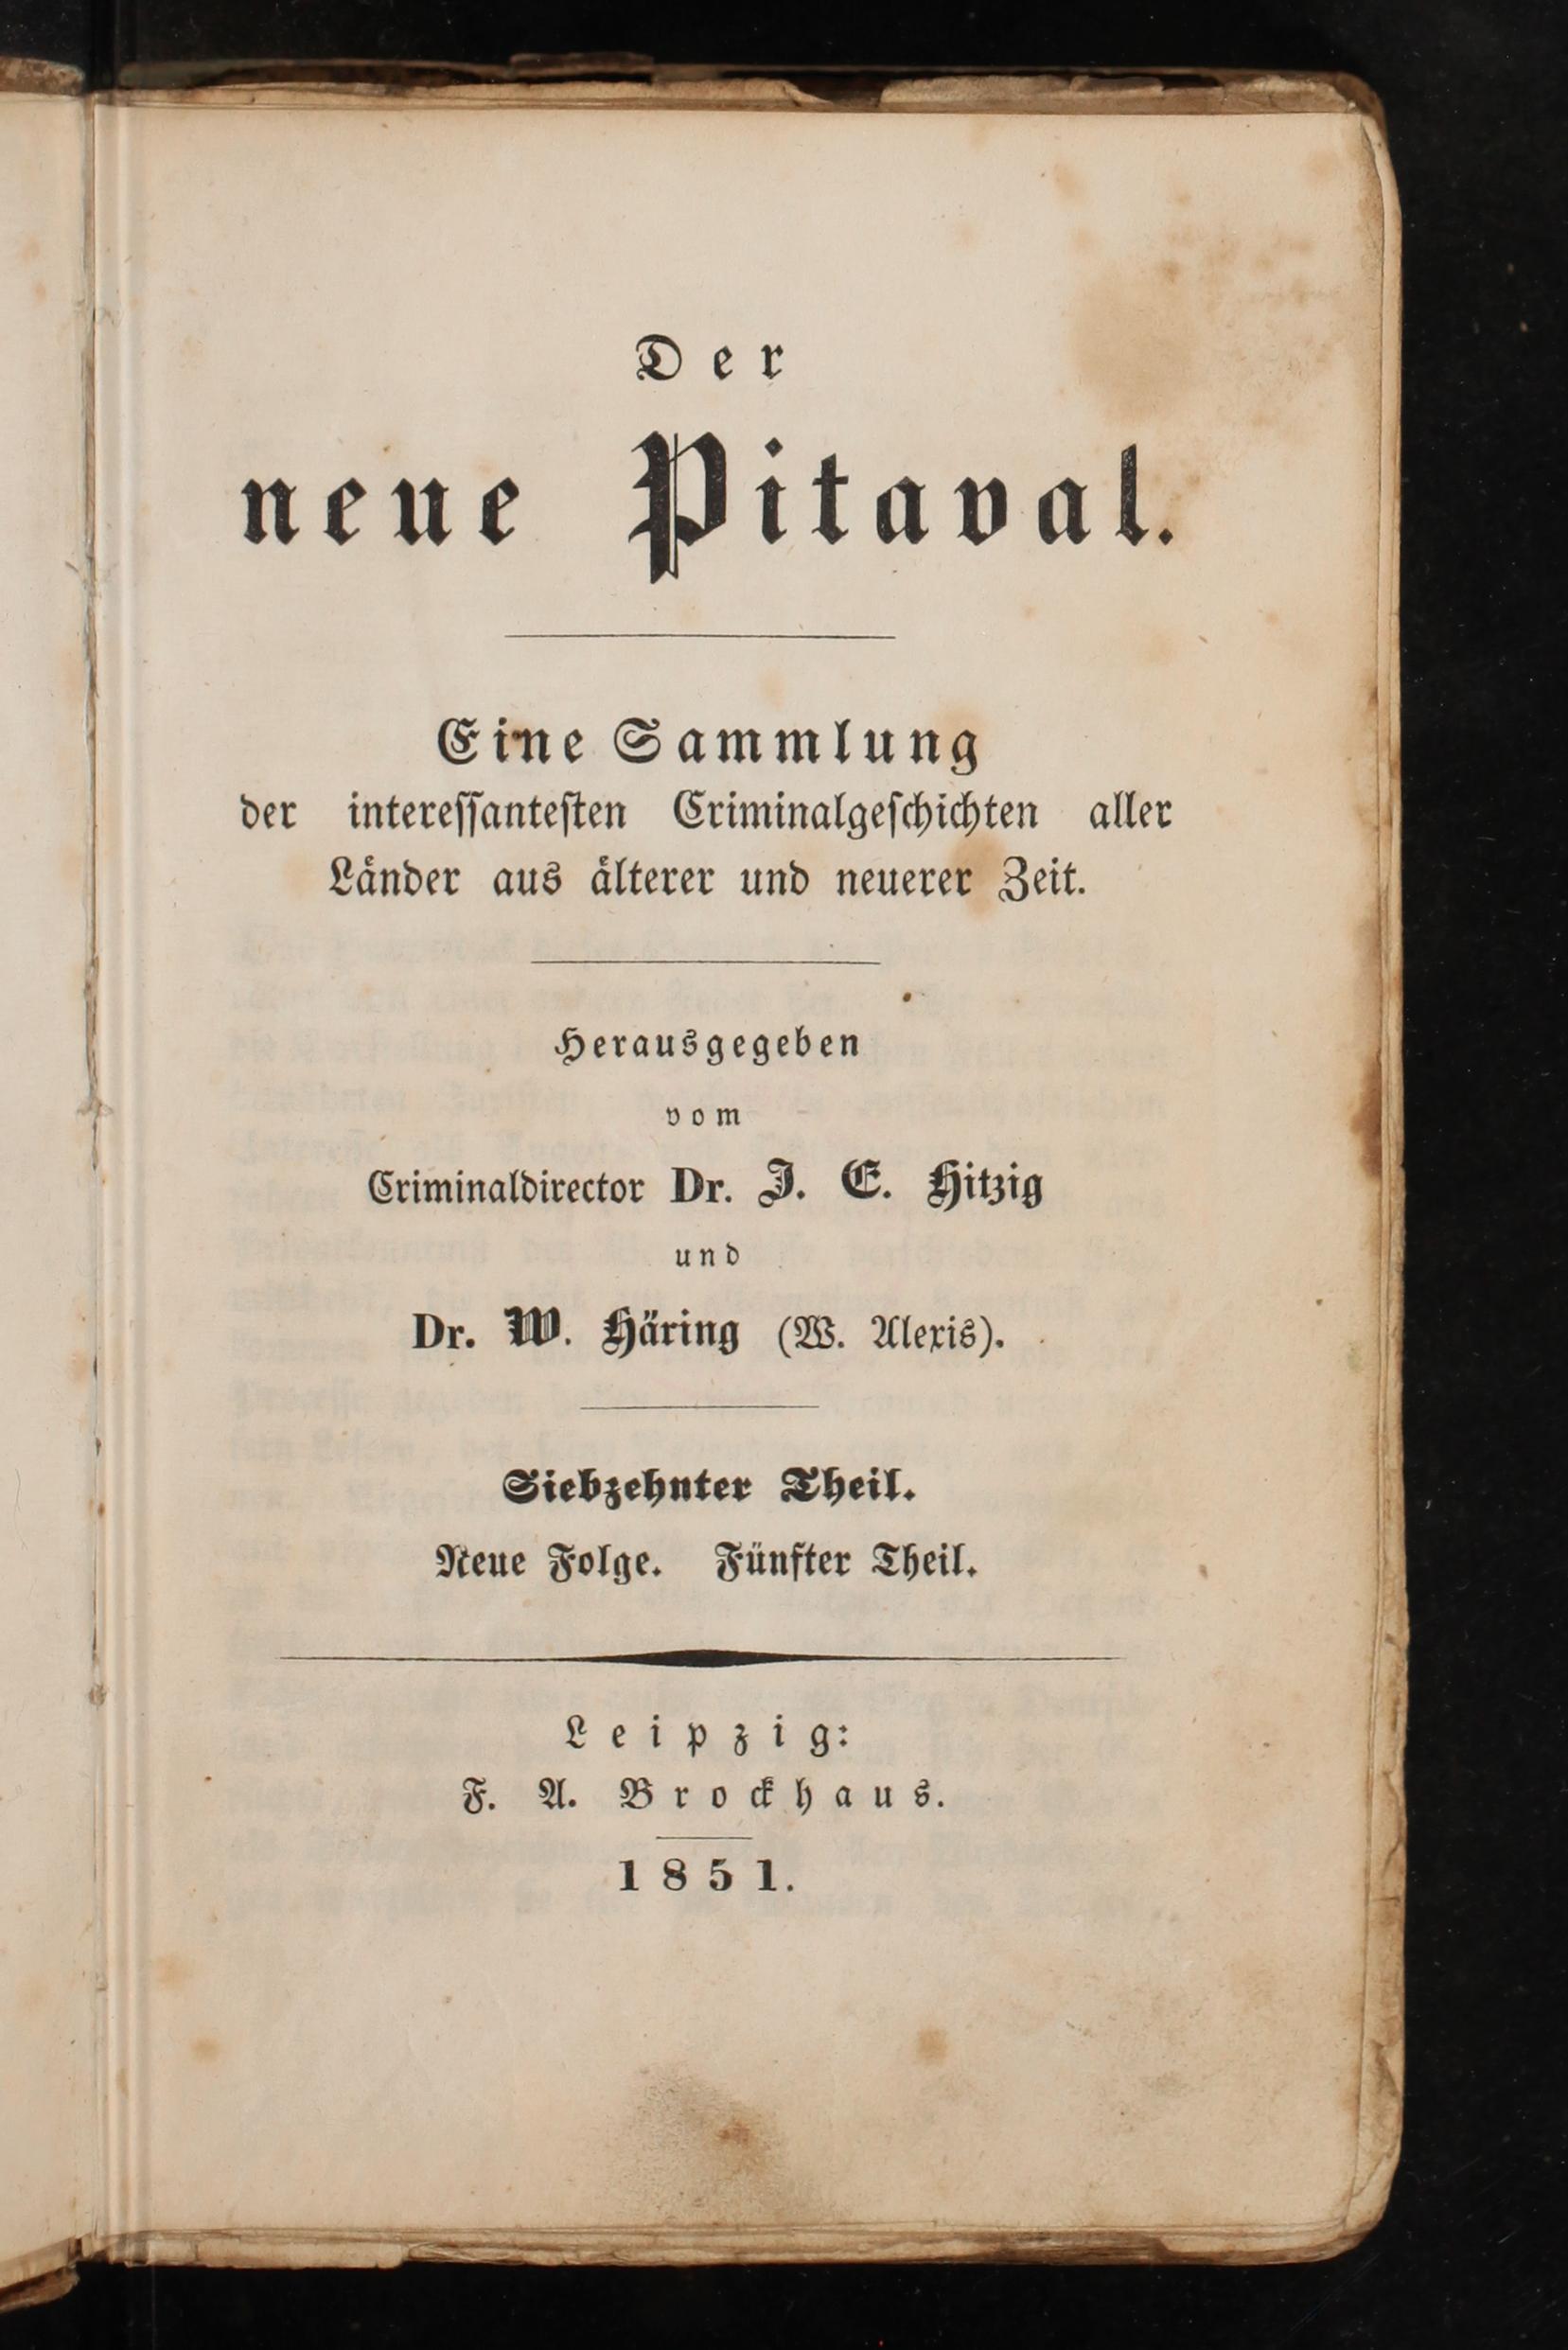 Der
neue Pitaval.
Eine Sammlung
der interessantesten Criminalgeschichten aller
Länder aus älterer und neuerer Zeit.
Herausgegeben
vom
Criminaldirector Dr. J. E. Hitzig
und
Dr. W. Häring (W. Alexis).
Siebzehnter Theil.
Neue Folge. Fünfter Theil.
Leipzig:
F. A. Brockhaus.
1851.